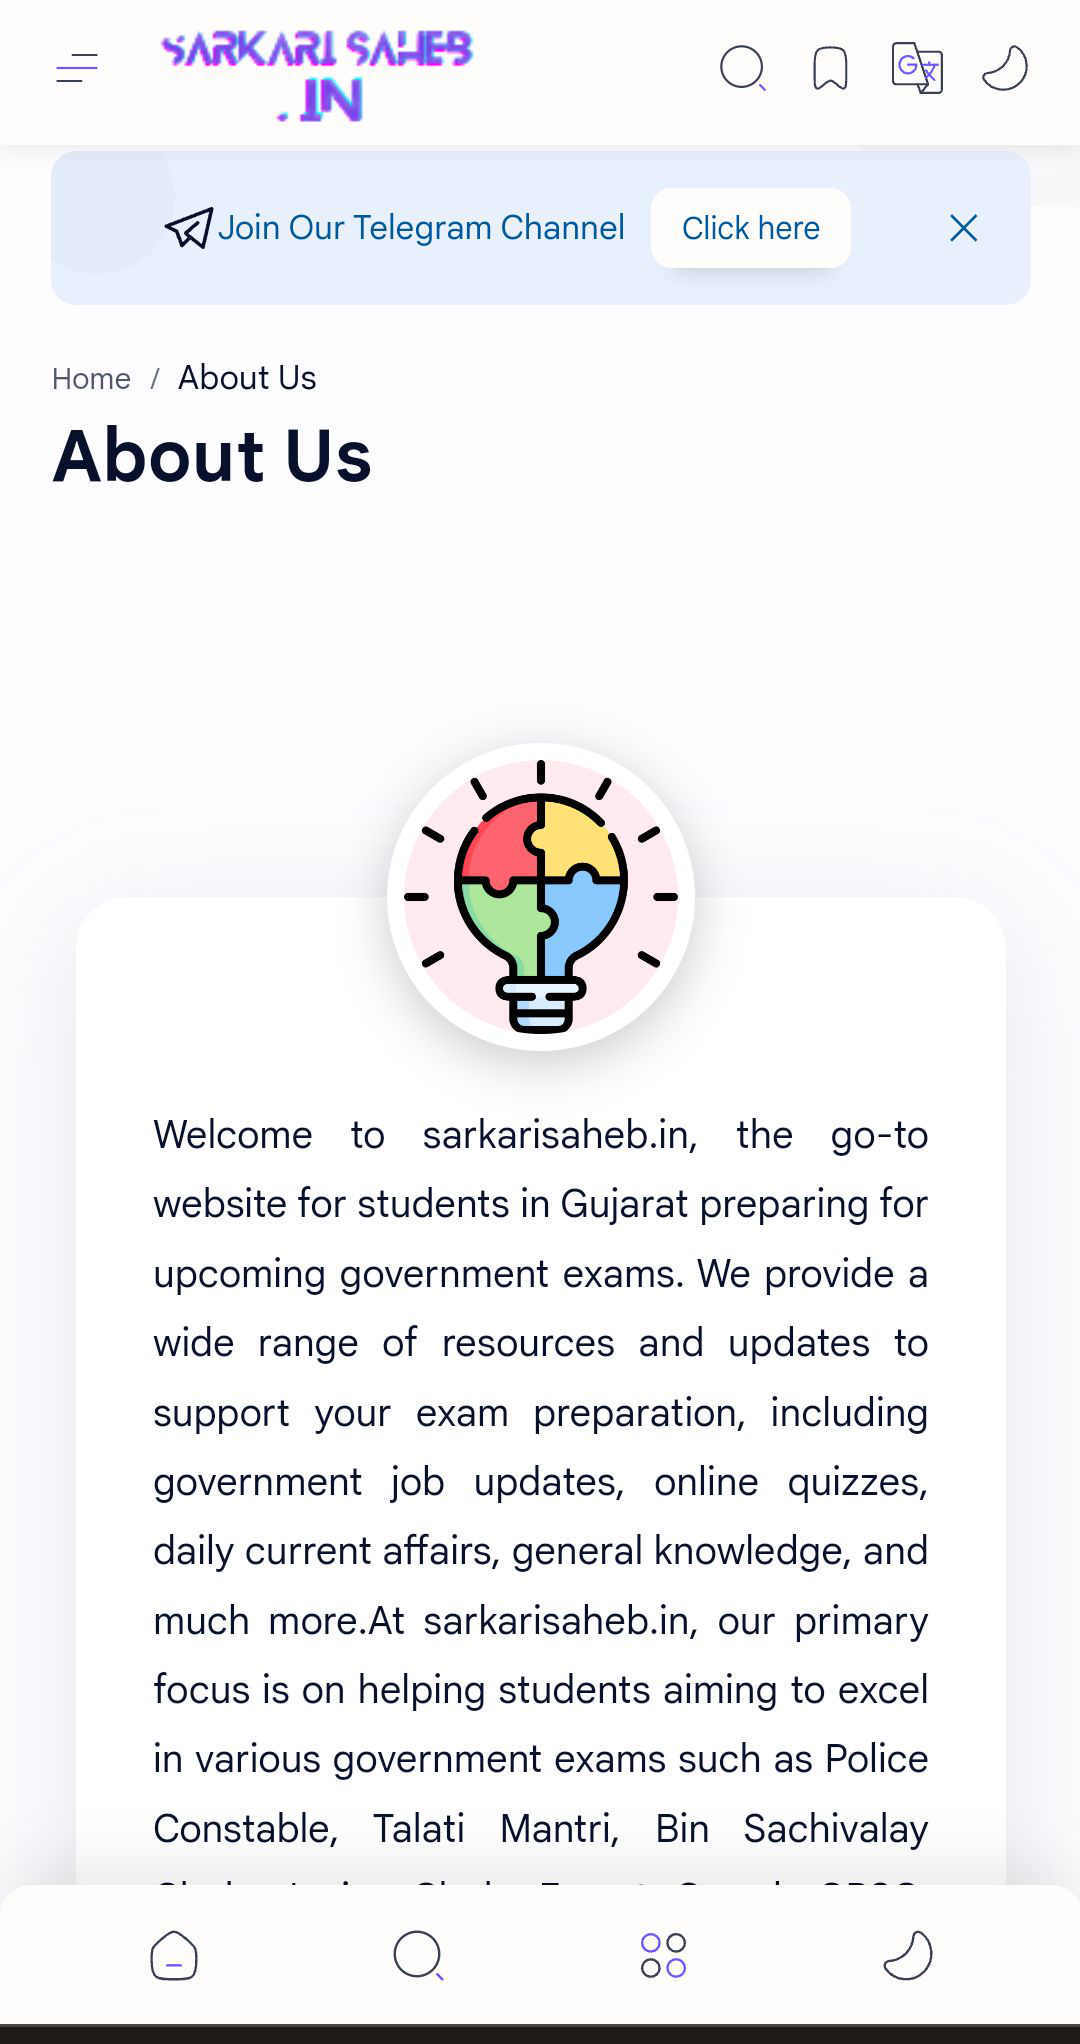 SARKARI SAHEB
.IN
Join Our Telegram Channel Click here
Home / About Us
About Us
Welcome to sarkarisaheb.in, the go-to
website for students in Gujarat preparing for
upcoming government exams. We provide a
wide range of resources and updates to
support your exam preparation, including
government job updates, online quizzes,
daily current affairs, general knowledge, and
much more.At sarkarisaheb.in, our primary
focus is on helping students aiming to excel
in various government exams such as Police
Constable, Talati Mantri, Bin Sachivalay